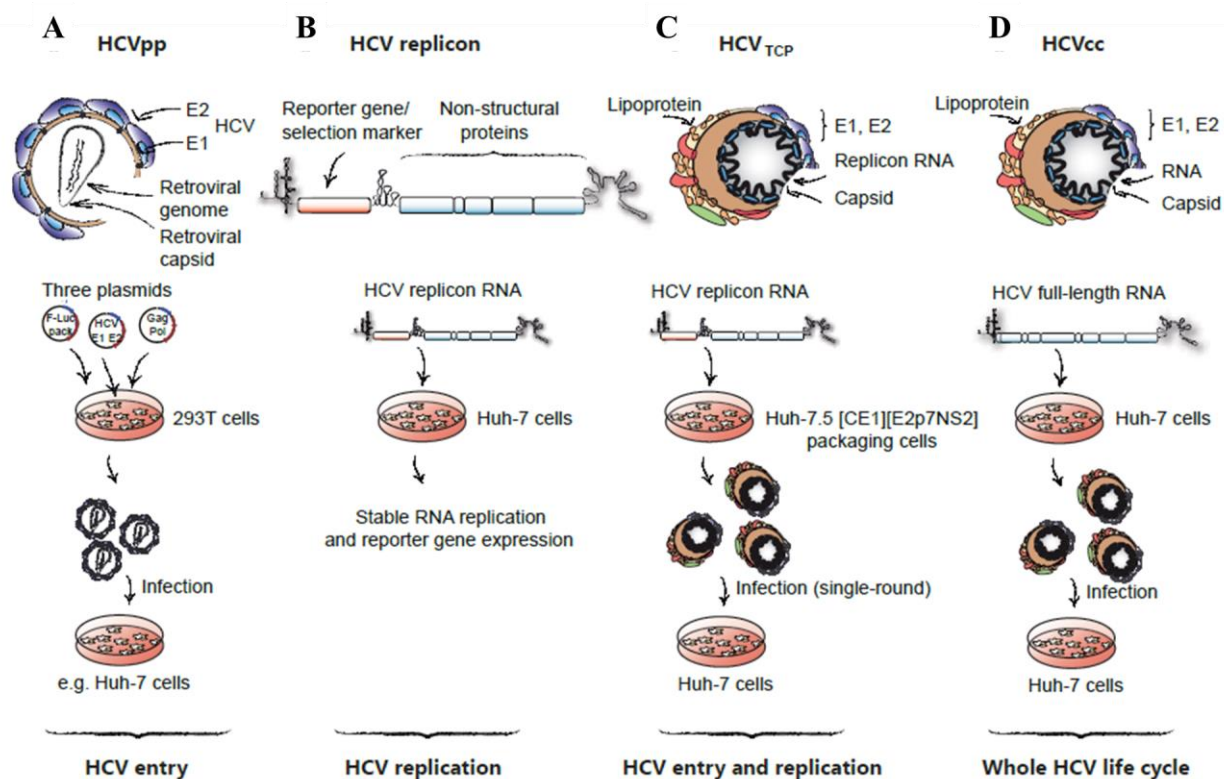 A
HCVpp
E2
HCV
E1
Retroviral
genome
Retroviral
capsid
Three plasmids
F-Luc
pack
HCV
E1 E2
Gag
Pol
293T cells
Infection
e.g. Huh-7 cells
HCV entry
B
HCV replicon
Reporter gene/
selection marker
Non-structural
proteins
HCV replicon RNA
Huh-7 cells
Stable RNA replication
and reporter gene expression
HCV replication
C
HCV TCP
Lipoprotein
E1, E2
Replicon RNA
Capsid
HCV replicon RNA
Huh-7.5 [CE1][E2p7NS2]
packaging cells
Infection (single-round)
Huh-7 cells
HCV entry and replication
D
HCVcc
Lipoprotein
E1, E2
RNA
Capsid
HCV full-length RNA
Huh-7 cells
Infection
Huh-7 cells
Whole HCV life cycle